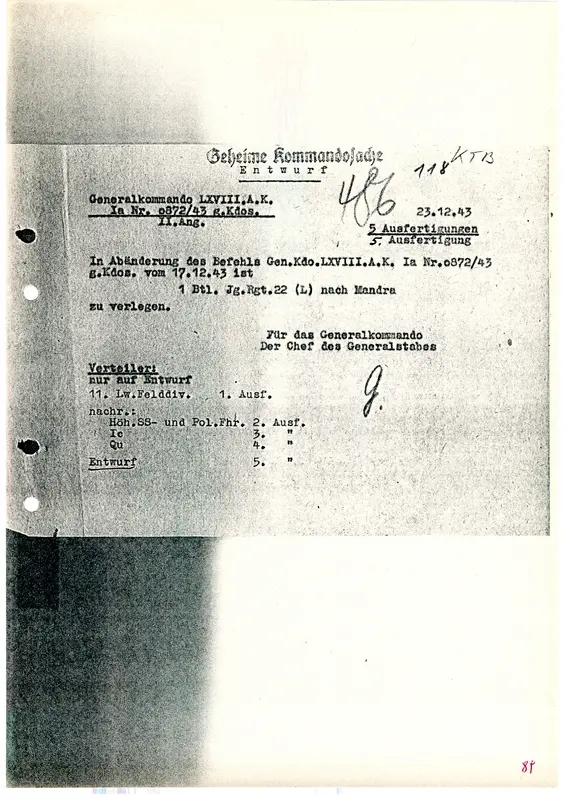 Geheime Kommandosache
Entwurf
118 KTB
486
Generalkommando LXVIII.A.K.
Ia Nr. o872/43 g.Kdos.
II.Ang.
23.12.43
5 Ausfertigungen
5. Ausfertigung
In Abänderung des Befehls Gen.Kdo.LXVIII.A.K. Ia Nr.o872/43
g.Kdos. vom 17.12.43 ist
1 Btl. Jg.Rgt.22 (L) nach Mandra
zu verlegen.
Für das Generalkommando
Der Chef des Generalstabes
Verteiler:
nur auf Entwurf
11. Lw.Felddiv. 1. Ausf.
nachr.:
Höh.SS- und Pol.Fhr. 2. Ausf.
Ic 3. "
Qu 4. "
Entwurf 5. "